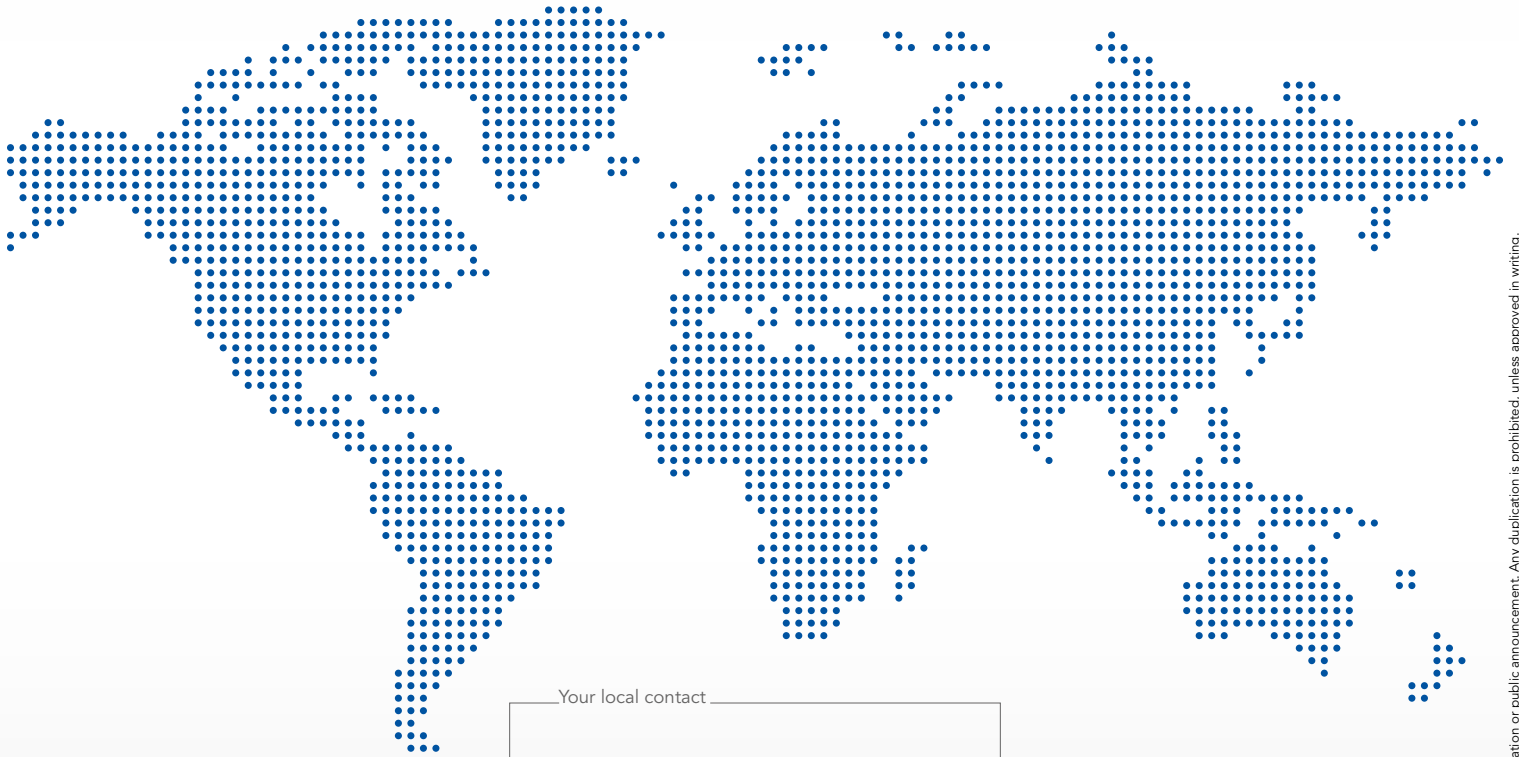 Your local contact
ation or public announcement. Any duplication is prohibited, unless approved in writing.